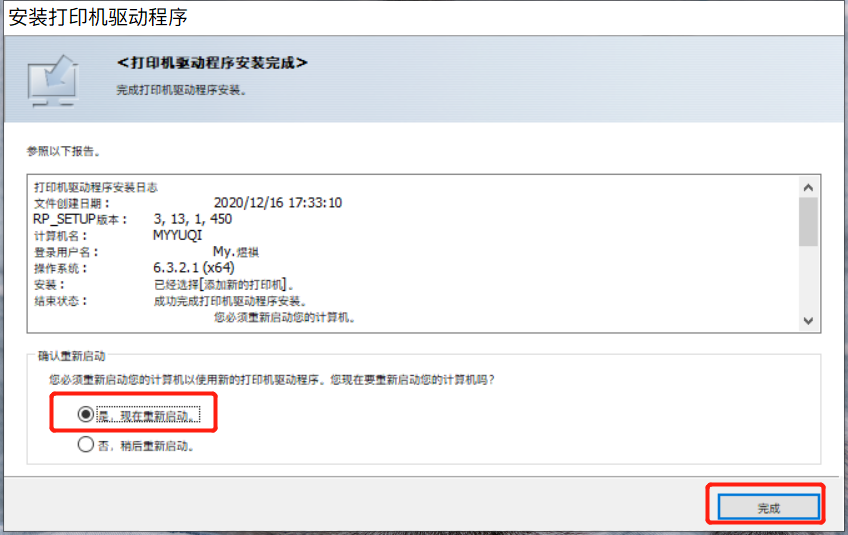 安装打印机驱动程序
<打印机驱动程序安装完成>
完成打印机驱动程序安装。
参照以下报告。
打印机驱动程序安装日志
文件创建日期： 2020/12/16 17:33:10
RP_SETUP版本： 3, 13, 1, 450
计算机名： MYYUQI
登录用户名： My.煜祺
操作系统： 6.3.2.1 (x64)
安装： 已经选择[添加新的打印机]。
结束状态： 成功完成打印机驱动程序安装。
您必须重新启动您的计算机。
确认重新启动
您必须重新启动您的计算机以使用新的打印机驱动程序。您现在要重新启动您的计算机吗？
是，现在重新启动。
否，稍后重新启动。
完成